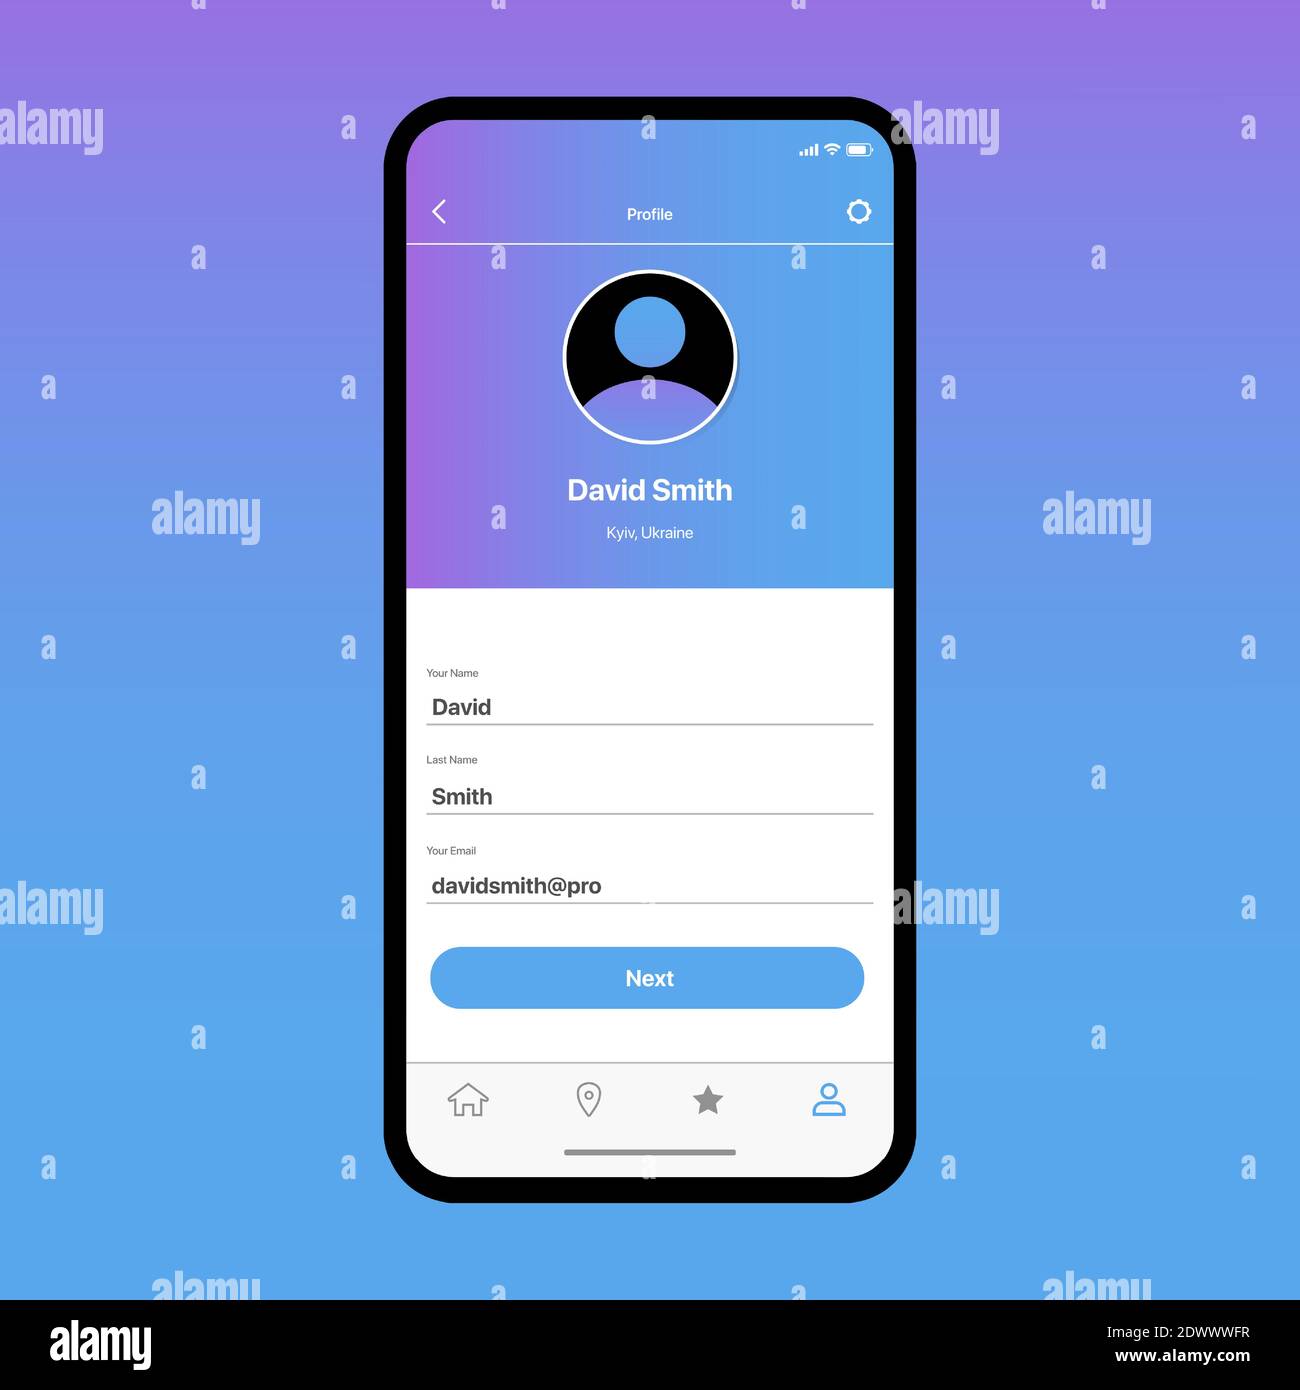 Profile
David Smith
Kyiv, Ukraine
Your Name
David
Last Name
Smith
Your Email
davidsmith@pro
Next
alamy
Image ID: 2DWWWFR
www.alamy.com